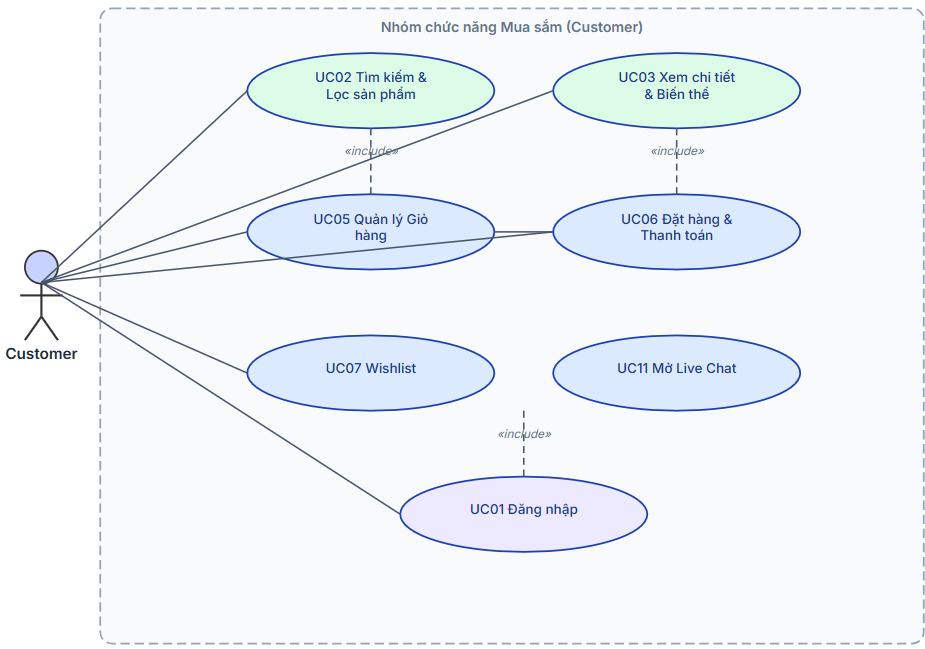 Nhóm chức năng Mua sắm (Customer)
UC02 Tìm kiếm &
Lọc sản phẩm
UC03 Xem chi tiết
& Biến thể
«include»
«include»
UC05 Quản lý Giỏ
hàng
UC06 Đặt hàng &
Thanh toán
Customer
UC07 Wishlist
UC11 Mở Live Chat
«include»
UC01 Đăng nhập